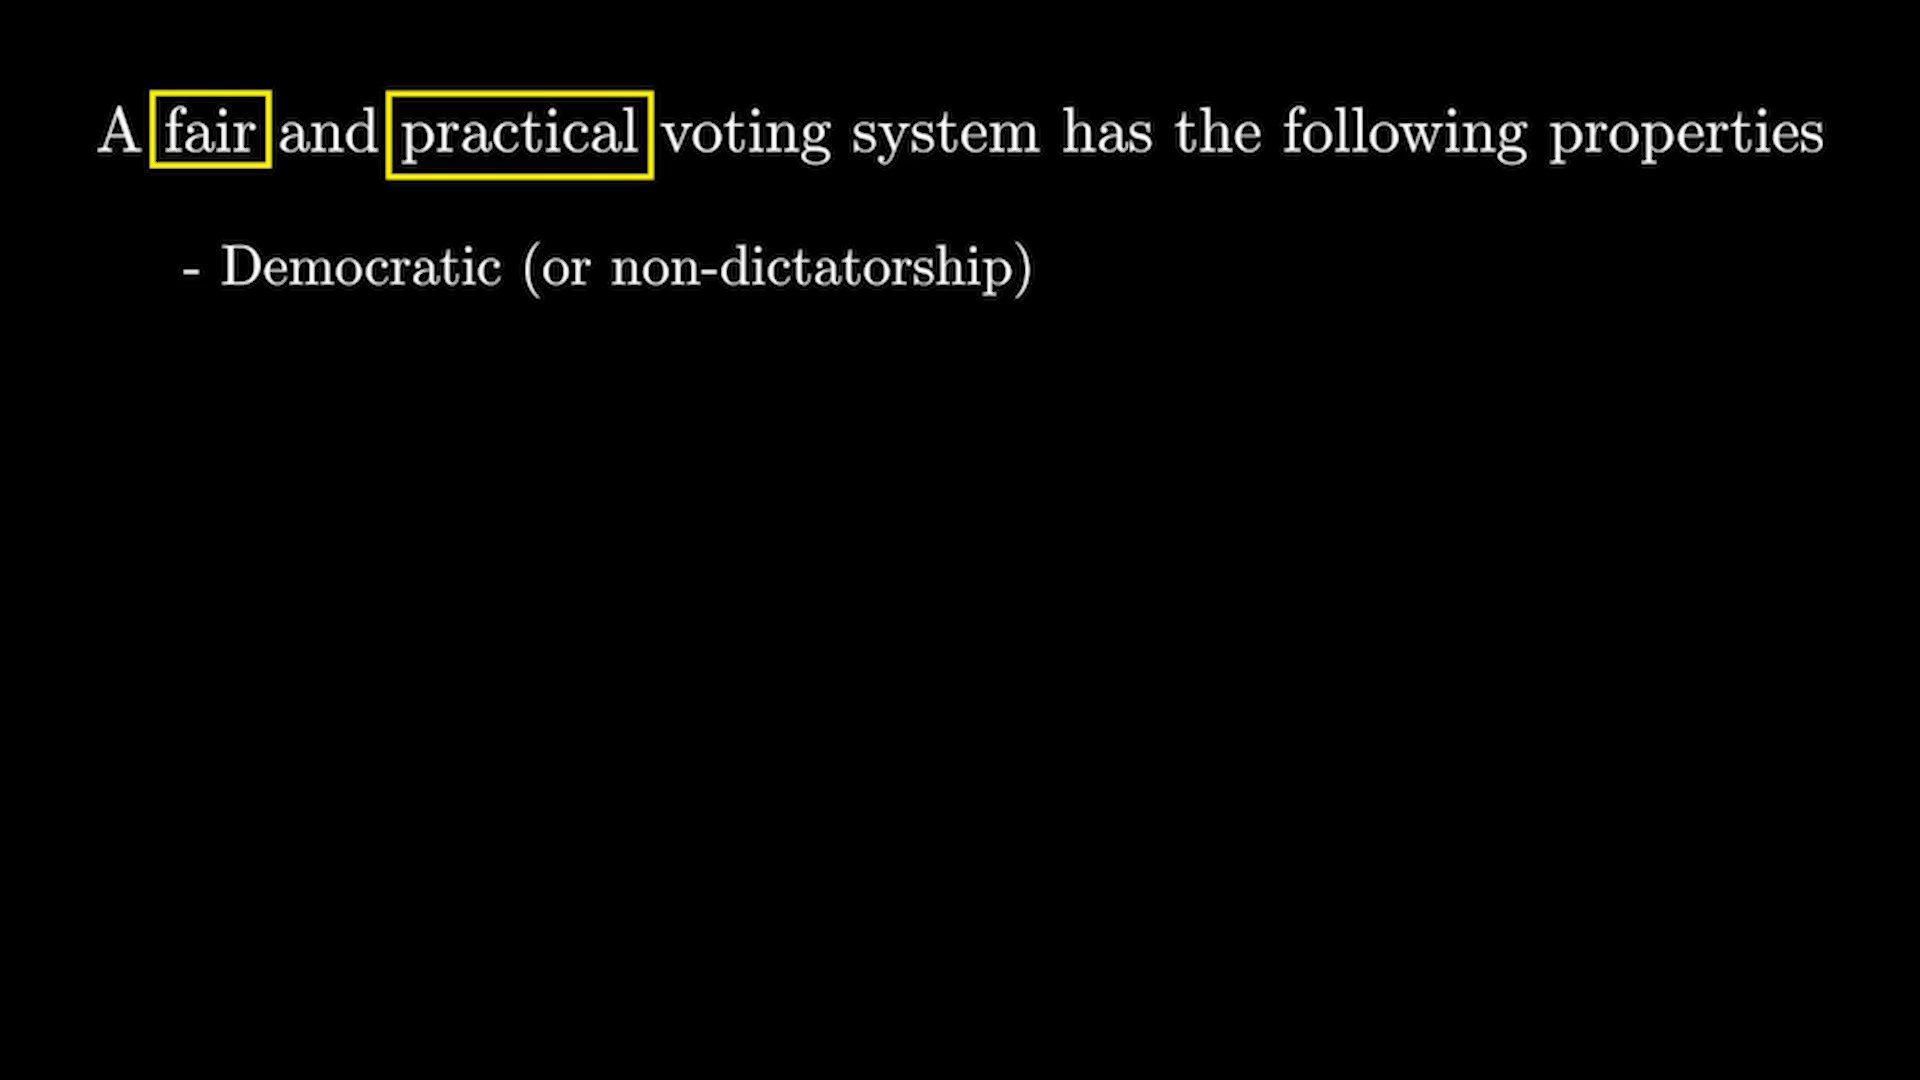 A fair and practical voting system has the following properties
- Democratic (or non-dictatorship)